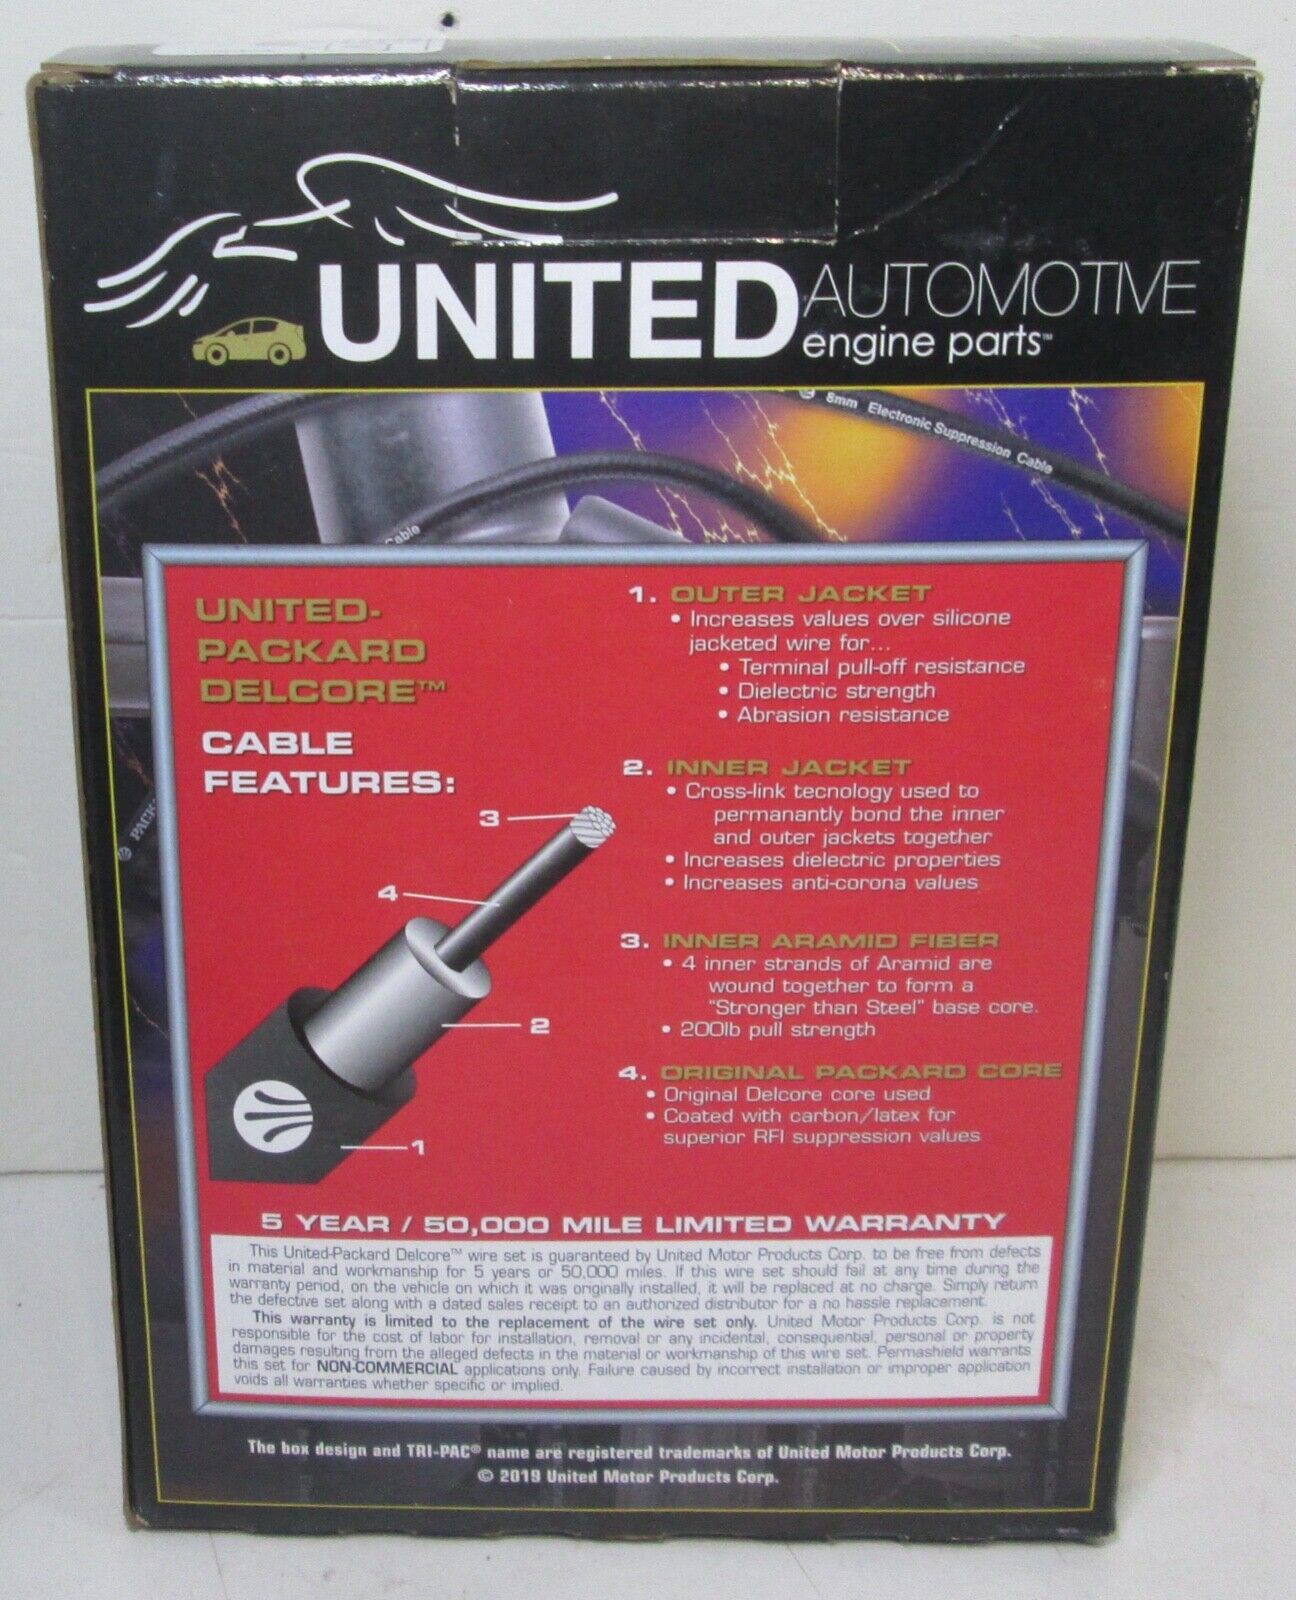 UNITED AUTOMOTIVE
engine parts™
8mm Electronic Suppression Cable
Cable
PACK
UNITED-
PACKARD
DELCORE™
CABLE
FEATURES:
3
4
2
1
1. OUTER JACKET
• Increases values over silicone
jacketed wire for...
• Terminal pull-off resistance
• Dielectric strength
• Abrasion resistance
2. INNER JACKET
• Cross-link tecnology used to
permanantly bond the inner
and outer jackets together
• Increases dielectric properties
• Increases anti-corona values
3. INNER ARAMID FIBER
• 4 inner strands of Aramid are
wound together to form a
"Stronger than Steel" base core.
• 200lb pull strength
4. ORIGINAL PACKARD CORE
• Original Delcore core used
• Coated with carbon/latex for
superior RFI suppression values
5 YEAR / 50,000 MILE LIMITED WARRANTY
This United-Packard Delcore™ wire set is guaranteed by United Motor Products Corp. to be free from defects
in material and workmanship for 5 years or 50,000 miles. If this wire set should fail at any time during the
warranty period, on the vehicle on which it was originally installed, it will be replaced at no charge. Simply return
the defective set along with a dated sales receipt to an authorized distributor for a no hassle replacement.
This warranty is limited to the replacement of the wire set only. United Motor Products Corp. is not
responsible for the cost of labor for installation, removal or any incidental, consequential, personal or property
damages resulting from the alleged defects in the material or workmanship of this wire set. Permashield warrants
this set for NON-COMMERCIAL applications only. Failure caused by incorrect installation or improper application
voids all warranties whether specific or implied.
The box design and TRI-PAC® name are registered trademarks of United Motor Products Corp.
© 2019 United Motor Products Corp.